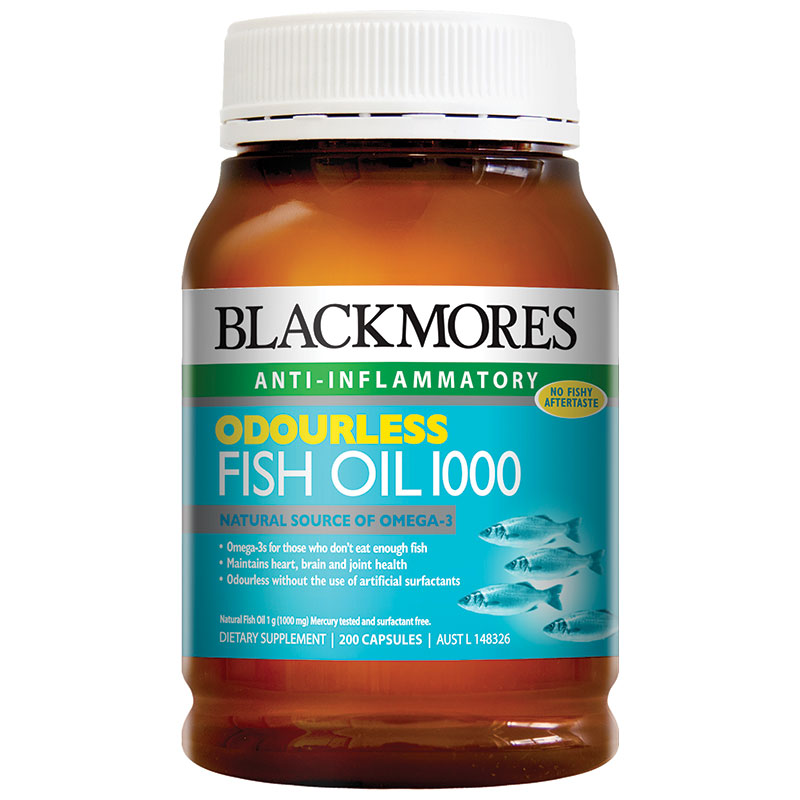 BLACKMORES
ANTI-INFLAMMATORY
NO FISHY
AFTERTASTE
ODOURLESS
FISH OIL 1000
NATURAL SOURCE OF OMEGA-3
• Omega-3s for those who don't eat enough fish
• Maintains heart, brain and joint health
• Odourless without the use of artificial surfactants
Natural Fish Oil 1 g (1000 mg) Mercury tested and surfactant free.
DIETARY SUPPLEMENT | 200 CAPSULES | AUST L 148326